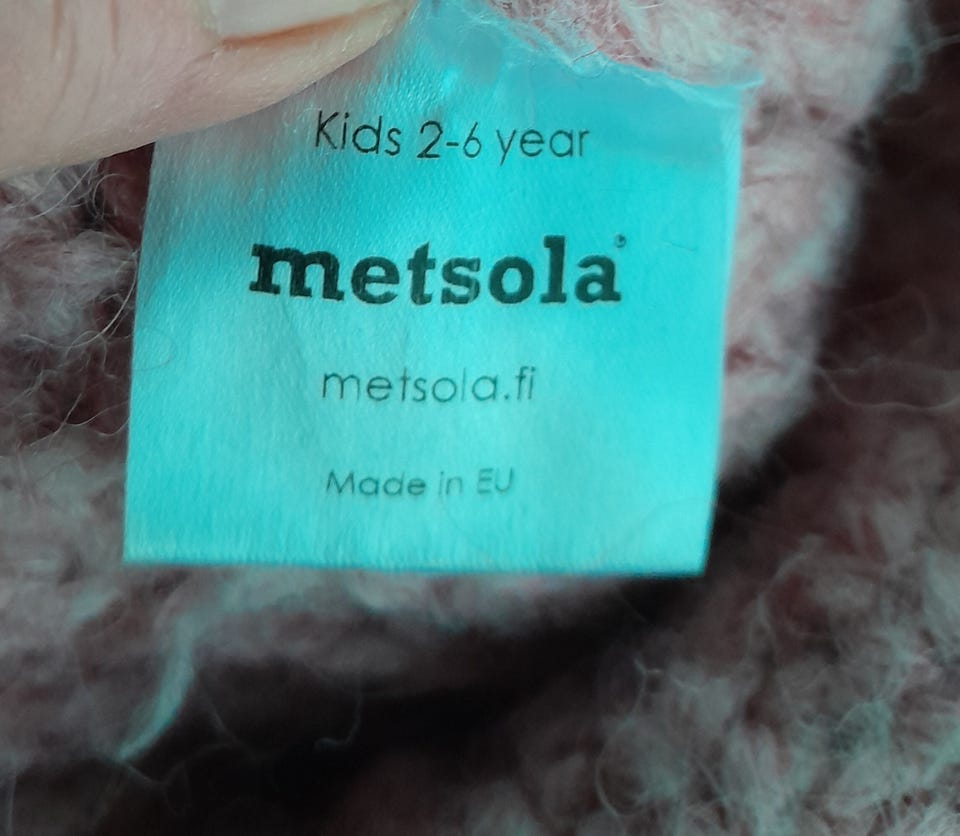 Kids 2-6 year
metsola
metsola.fi
Made in EU